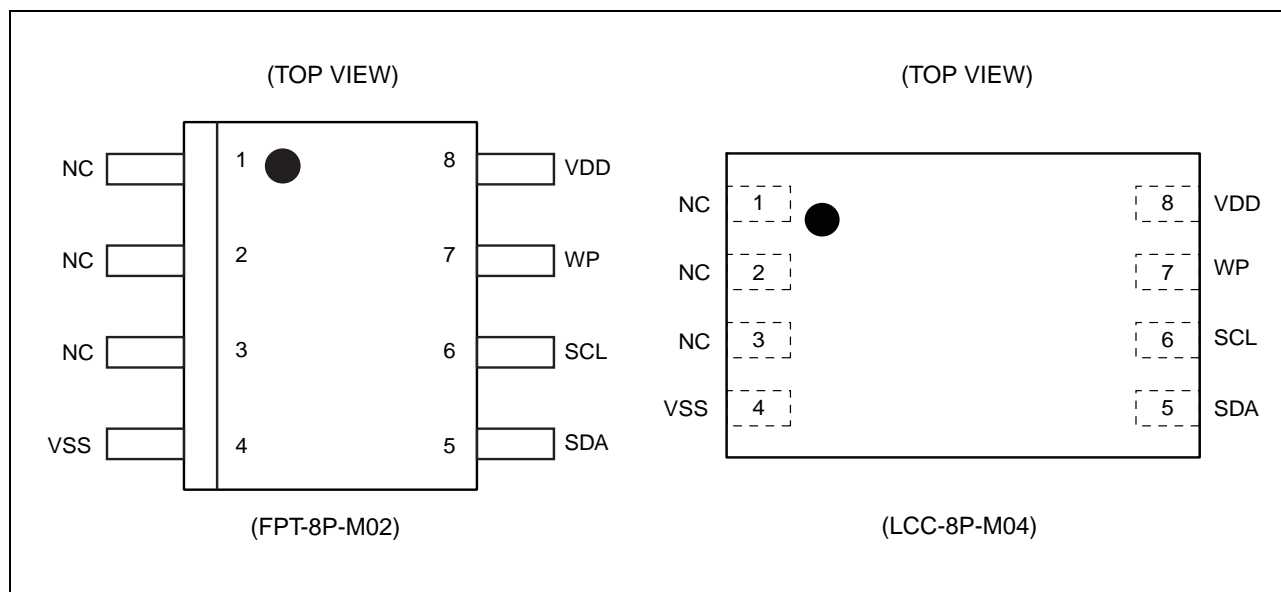 (TOP VIEW)
NC 1 8 VDD
NC 2 7 WP
NC 3 6 SCL
VSS 4 5 SDA
(FPT-8P-M02)
(TOP VIEW)
NC 1 8 VDD
NC 2 7 WP
NC 3 6 SCL
VSS 4 5 SDA
(LCC-8P-M04)